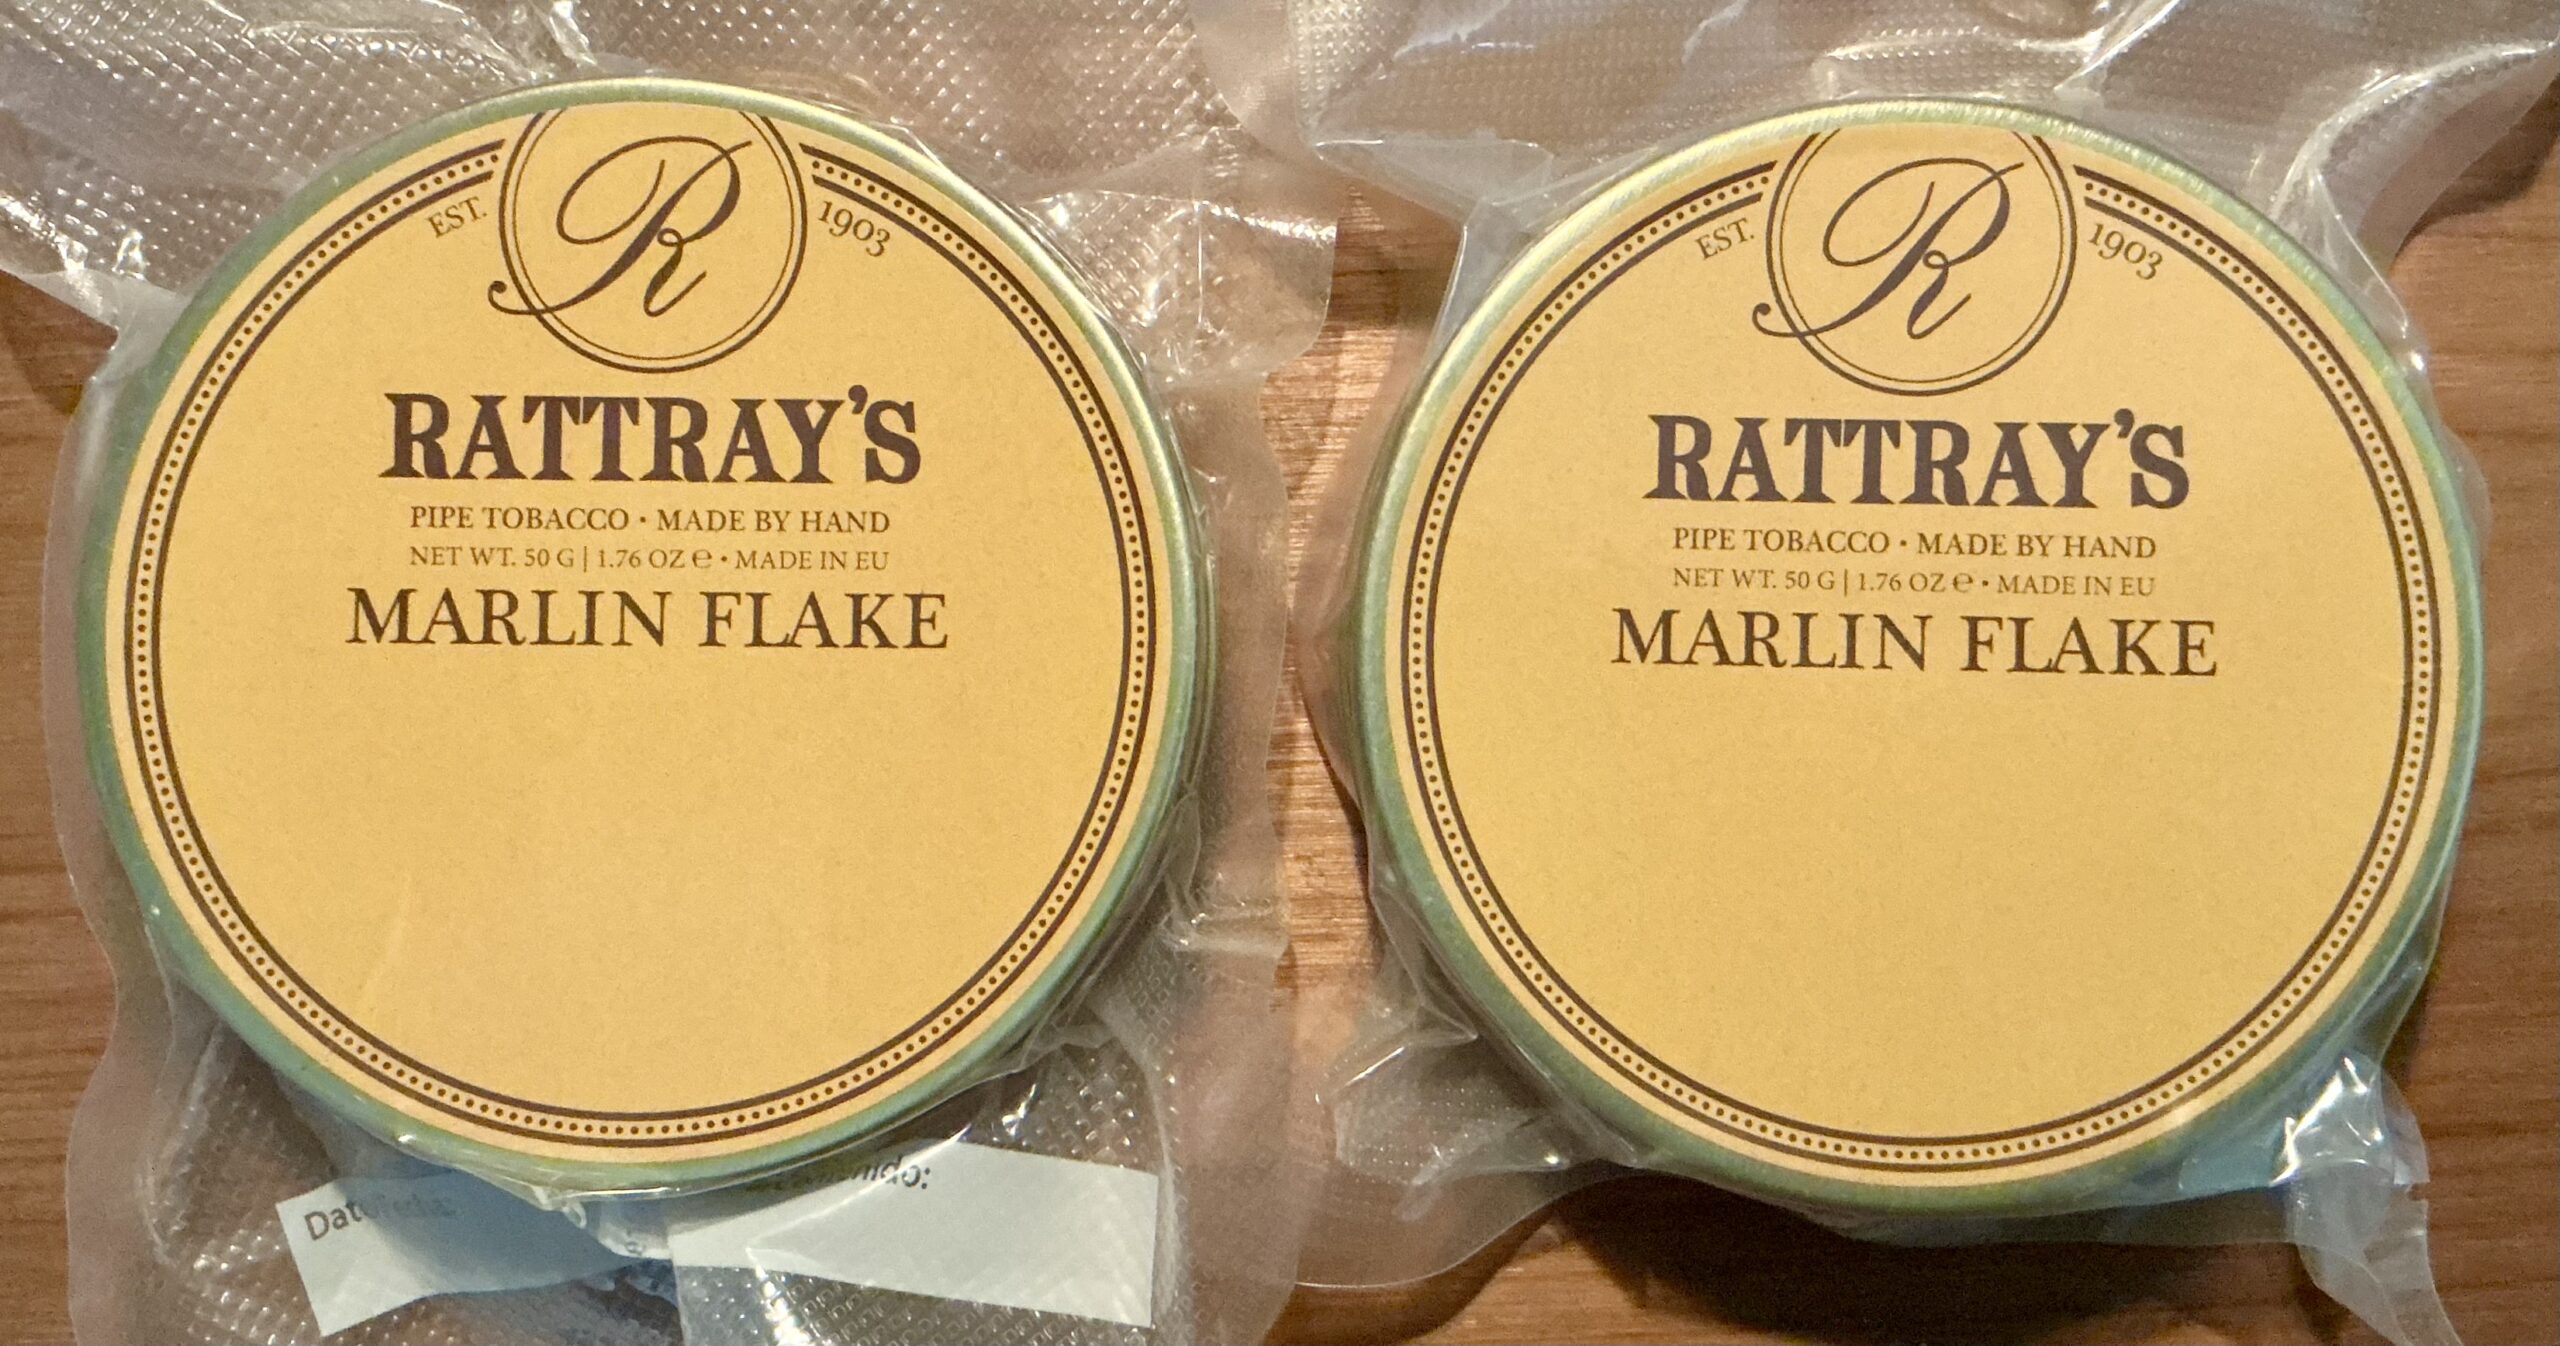 R
EST. 1903
RATTRAY'S
PIPE TOBACCO • MADE BY HAND
NET WT. 50 G | 1.76 OZ ℮ • MADE IN EU
MARLIN FLAKE
R
EST. 1903
RATTRAY'S
PIPE TOBACCO • MADE BY HAND
NET WT. 50 G | 1.76 OZ ℮ • MADE IN EU
MARLIN FLAKE